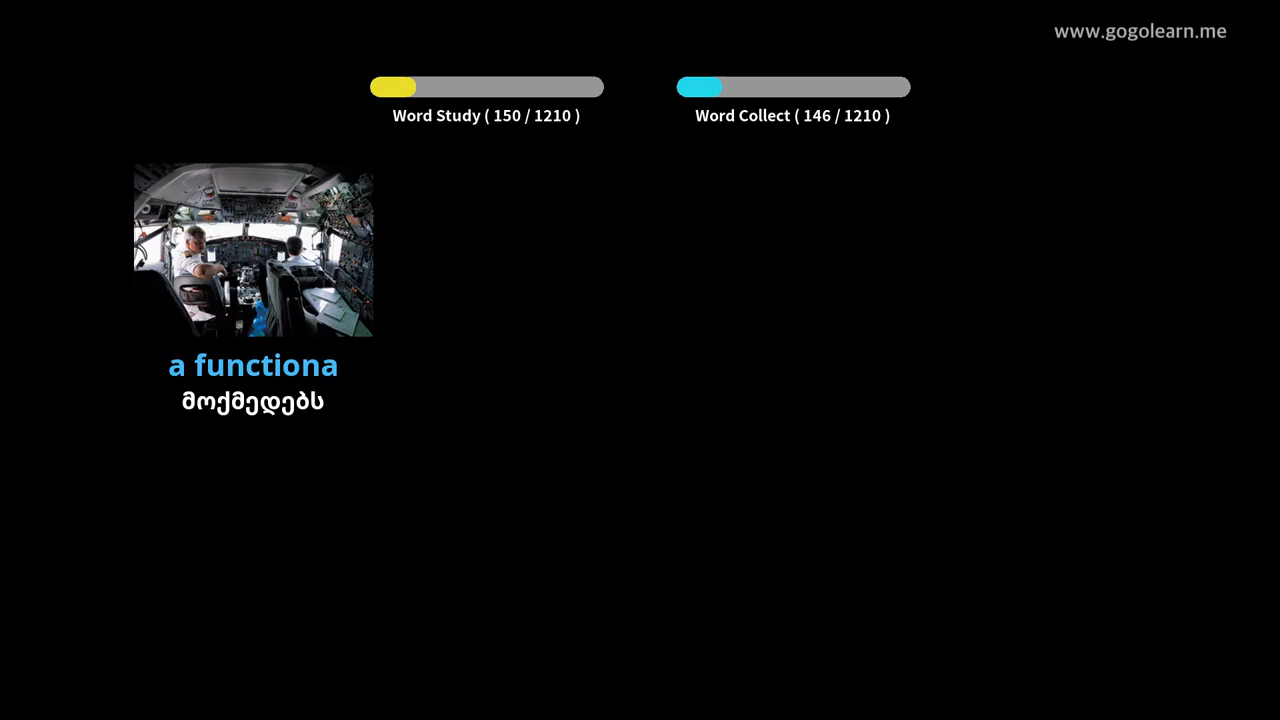 www.gogolearn.me
Word Study ( 150 / 1210 )
Word Collect ( 146 / 1210 )
a functiona
მოქმედებს